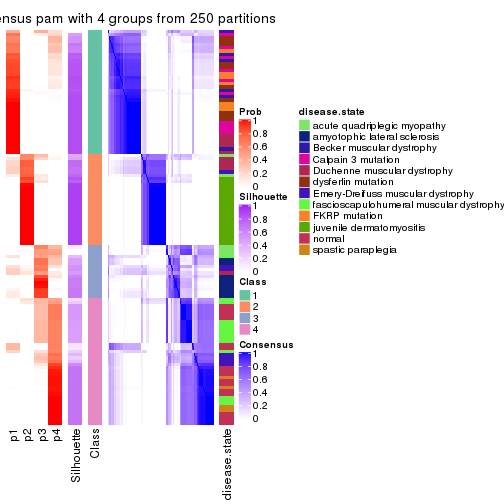 ensus pam with 4 groups from 250 partitions
Prob
1
0.8
0.6
0.4
0.2
0
Silhouette
1
0.8
0.6
0.4
0.2
0
Class
1
2
3
4
Consensus
1
0.8
0.6
0.4
0.2
0
disease.state
acute quadriplegic myopathy
amyotophic lateral sclerosis
Becker muscular dystrophy
Calpain 3 mutation
Duchenne muscular dystrophy
dysferlin mutation
Emery-Dreifuss muscular dystrophy
fascioscapulohumeral muscular dystrophy
FKRP mutation
juvenile dermatomyositis
normal
spastic paraplegia
p1
p2
p3
p4
Silhouette
Class
disease.state